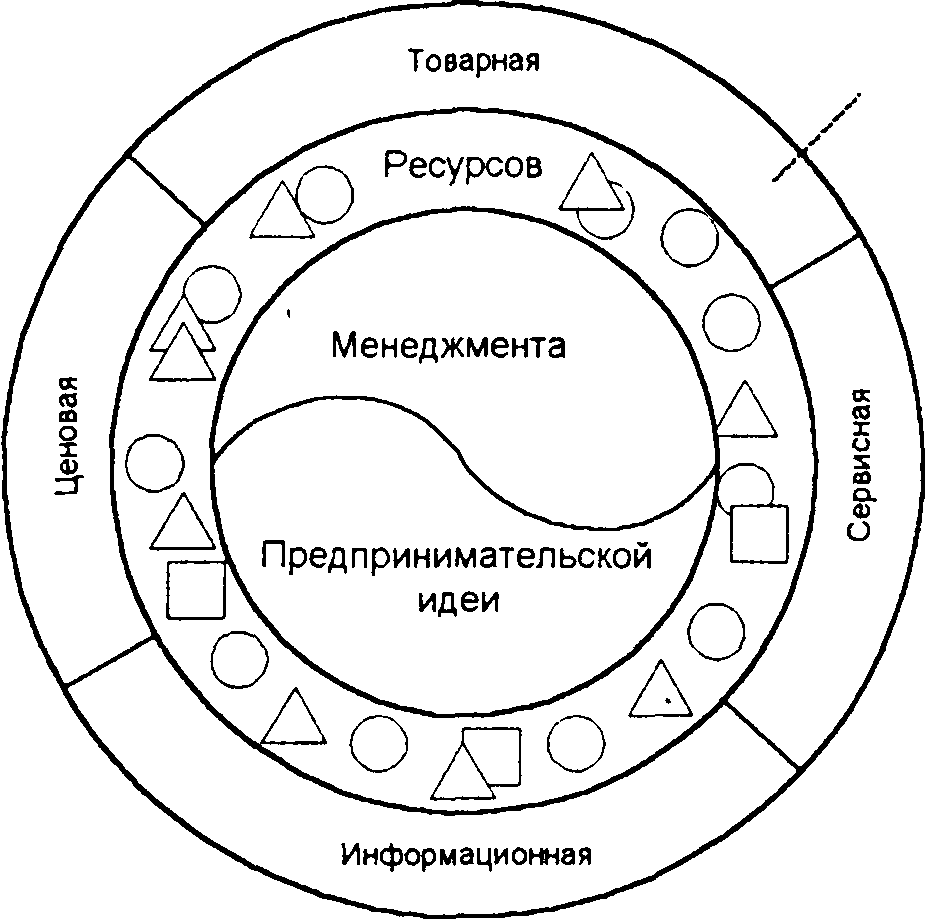 Товарная
Ресурсов
Менеджмента
Ценовая
Сервисная
Предпринимательской
идеи
Информационная